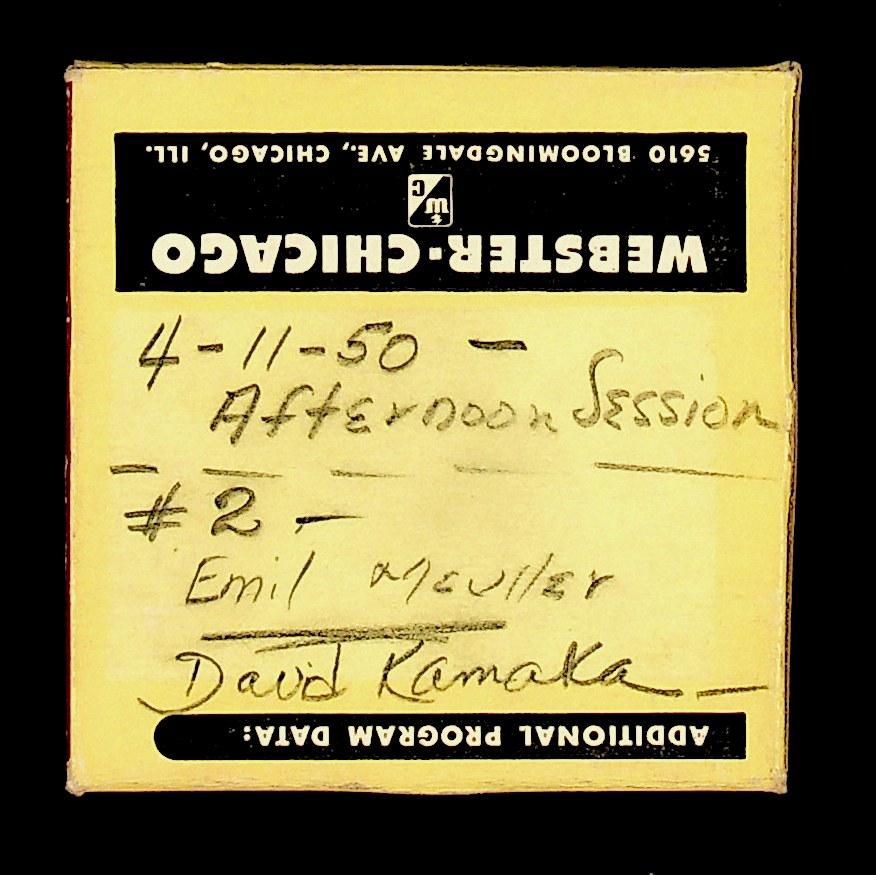 5610 BLOOMINGDALE AVE., CHICAGO, ILL.
W C
WEBSTER·CHICAGO
4-11-50 -
Afternoon Session
#2 -
Emil Meuller
David Kamaka
ADDITIONAL PROGRAM DATA: